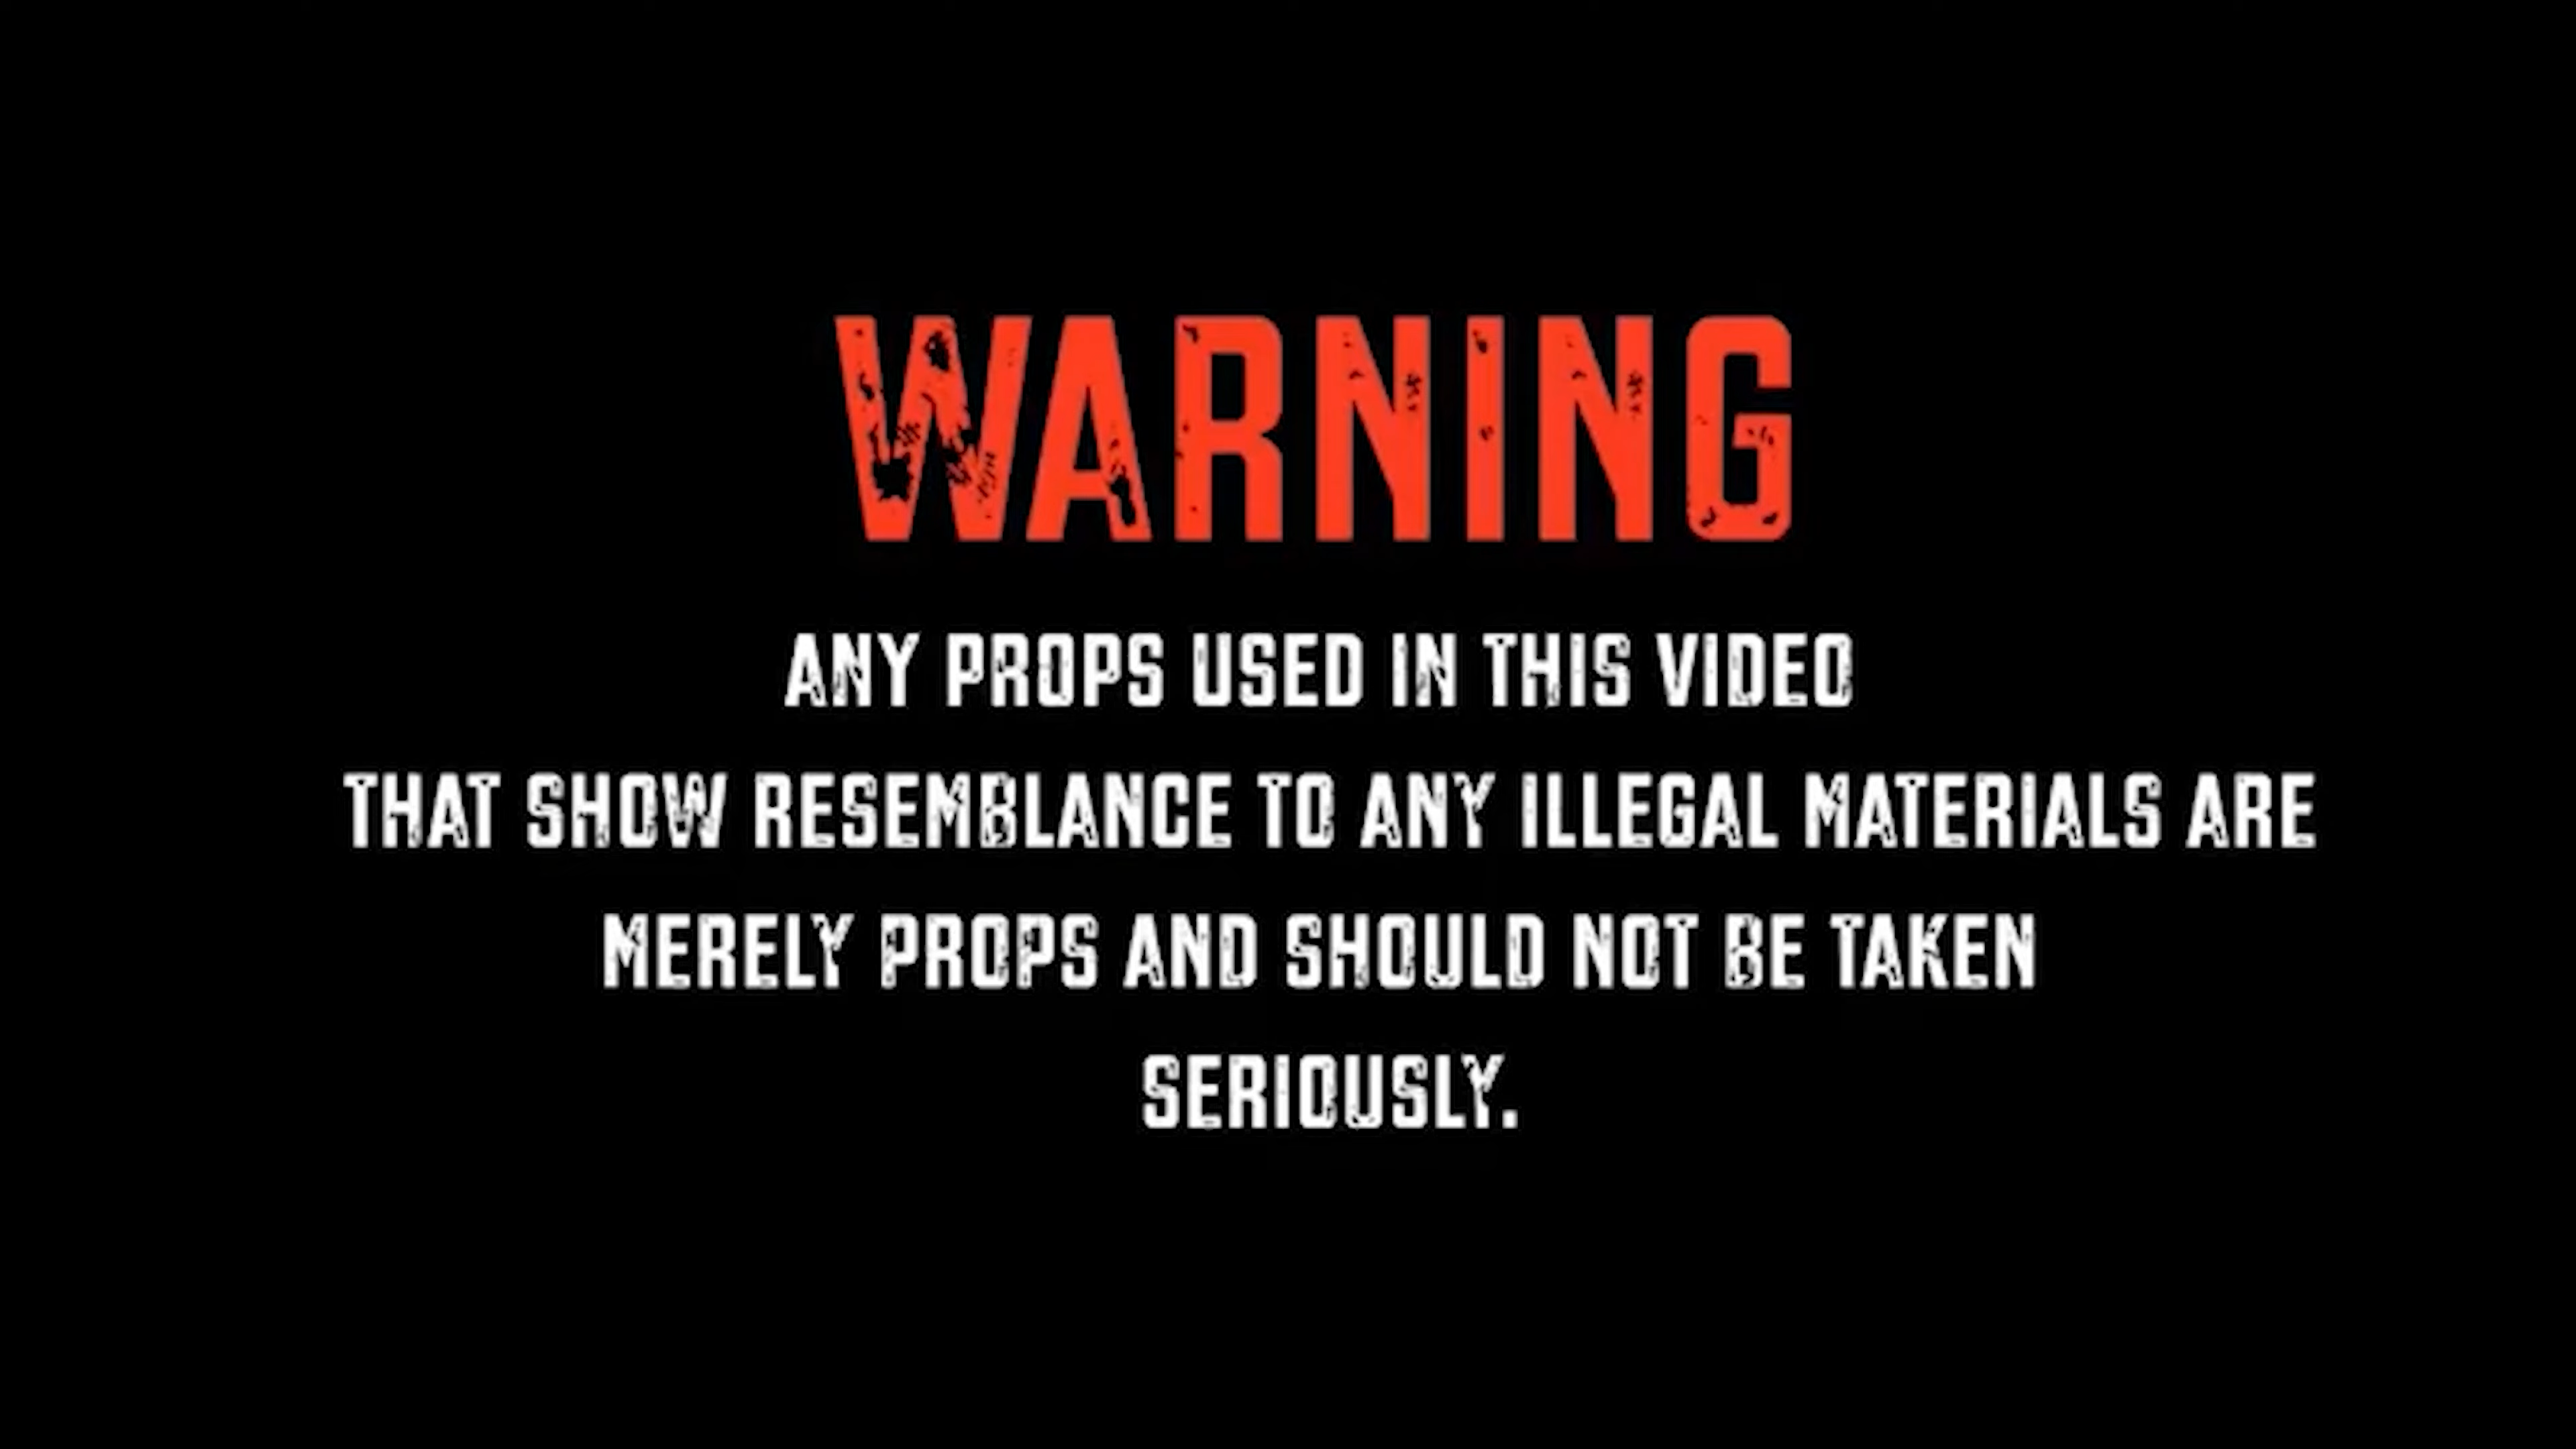 WARNING
ANY PROPS USED IN THIS VIDEO
THAT SHOW RESEMBLANCE TO ANY ILLEGAL MATERIALS ARE
MERELY PROPS AND SHOULD NOT BE TAKEN
SERIOUSLY.